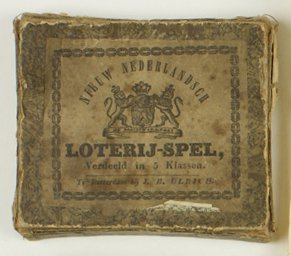 NIEUW NEDERLANDSCH
LOTERIJ-SPEL,
Verdeeld in 5 Klassen.
Te Rotterdam bij